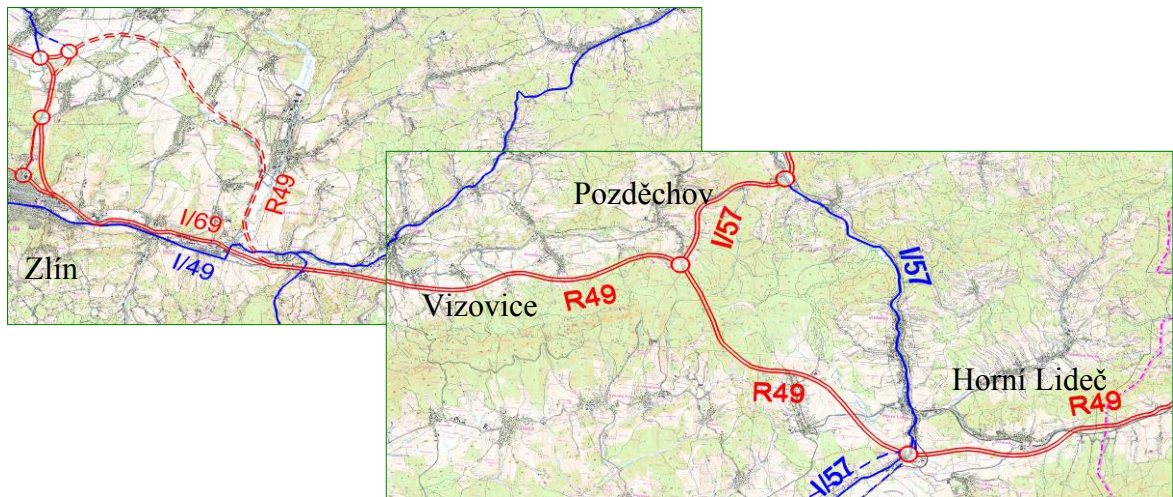 R49
I/69
I/49
Zlín
Pozděchov
I/57
I/57
Vizovice
R49
R49
Horní Lideč
R49
I/57